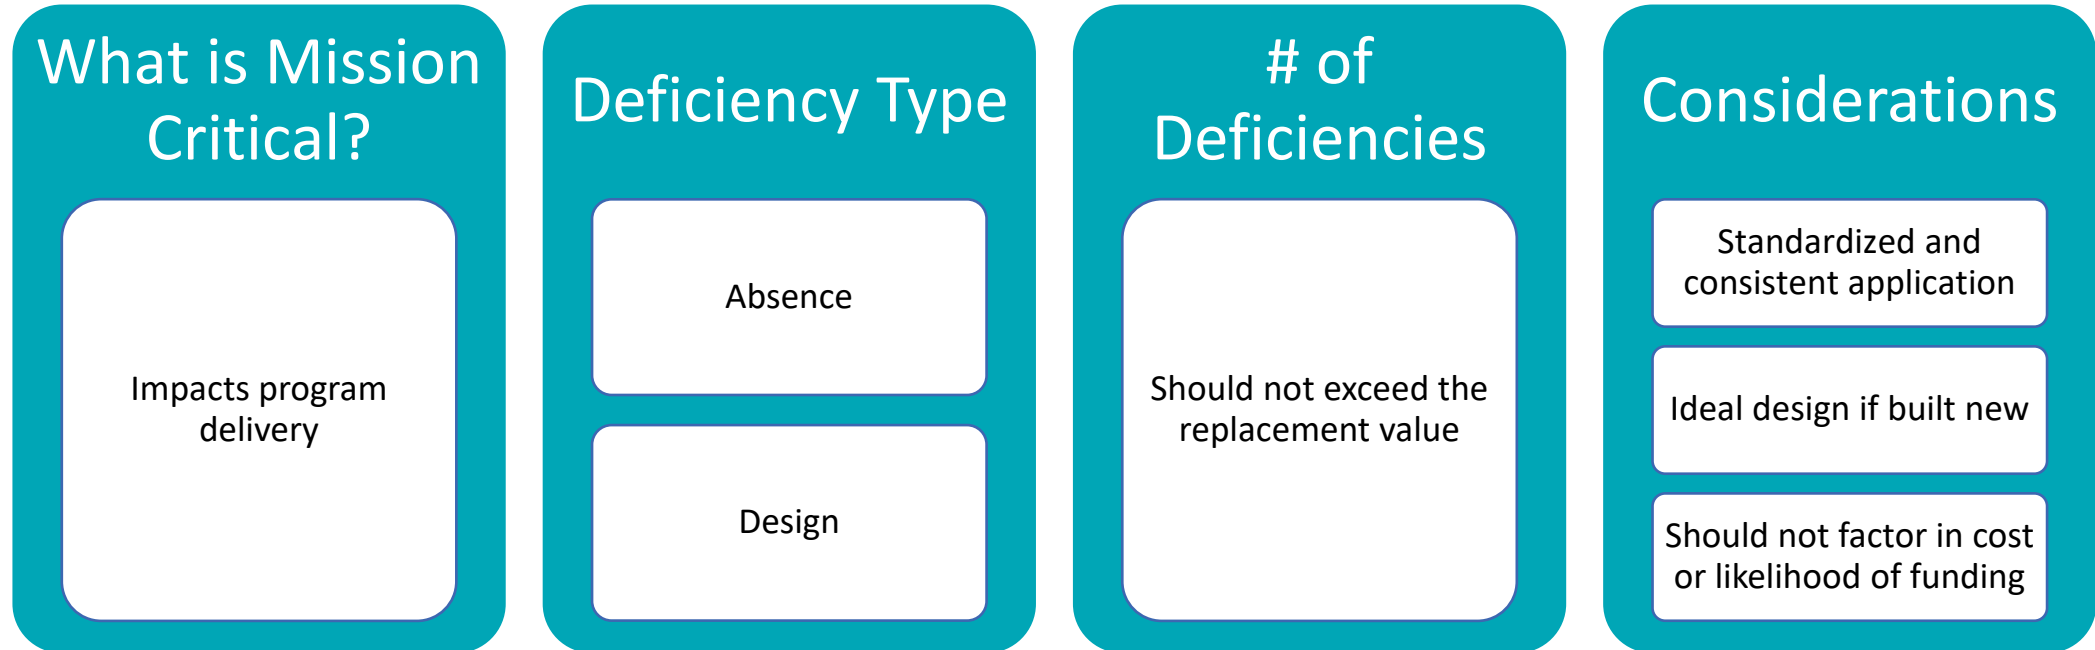 What is Mission
Critical?
Impacts program
delivery
Deficiency Type
Absence
Design
# of
Deficiencies
Should not exceed the
replacement value
Considerations
Standardized and
consistent application
Ideal design if built new
Should not factor in cost
or likelihood of funding